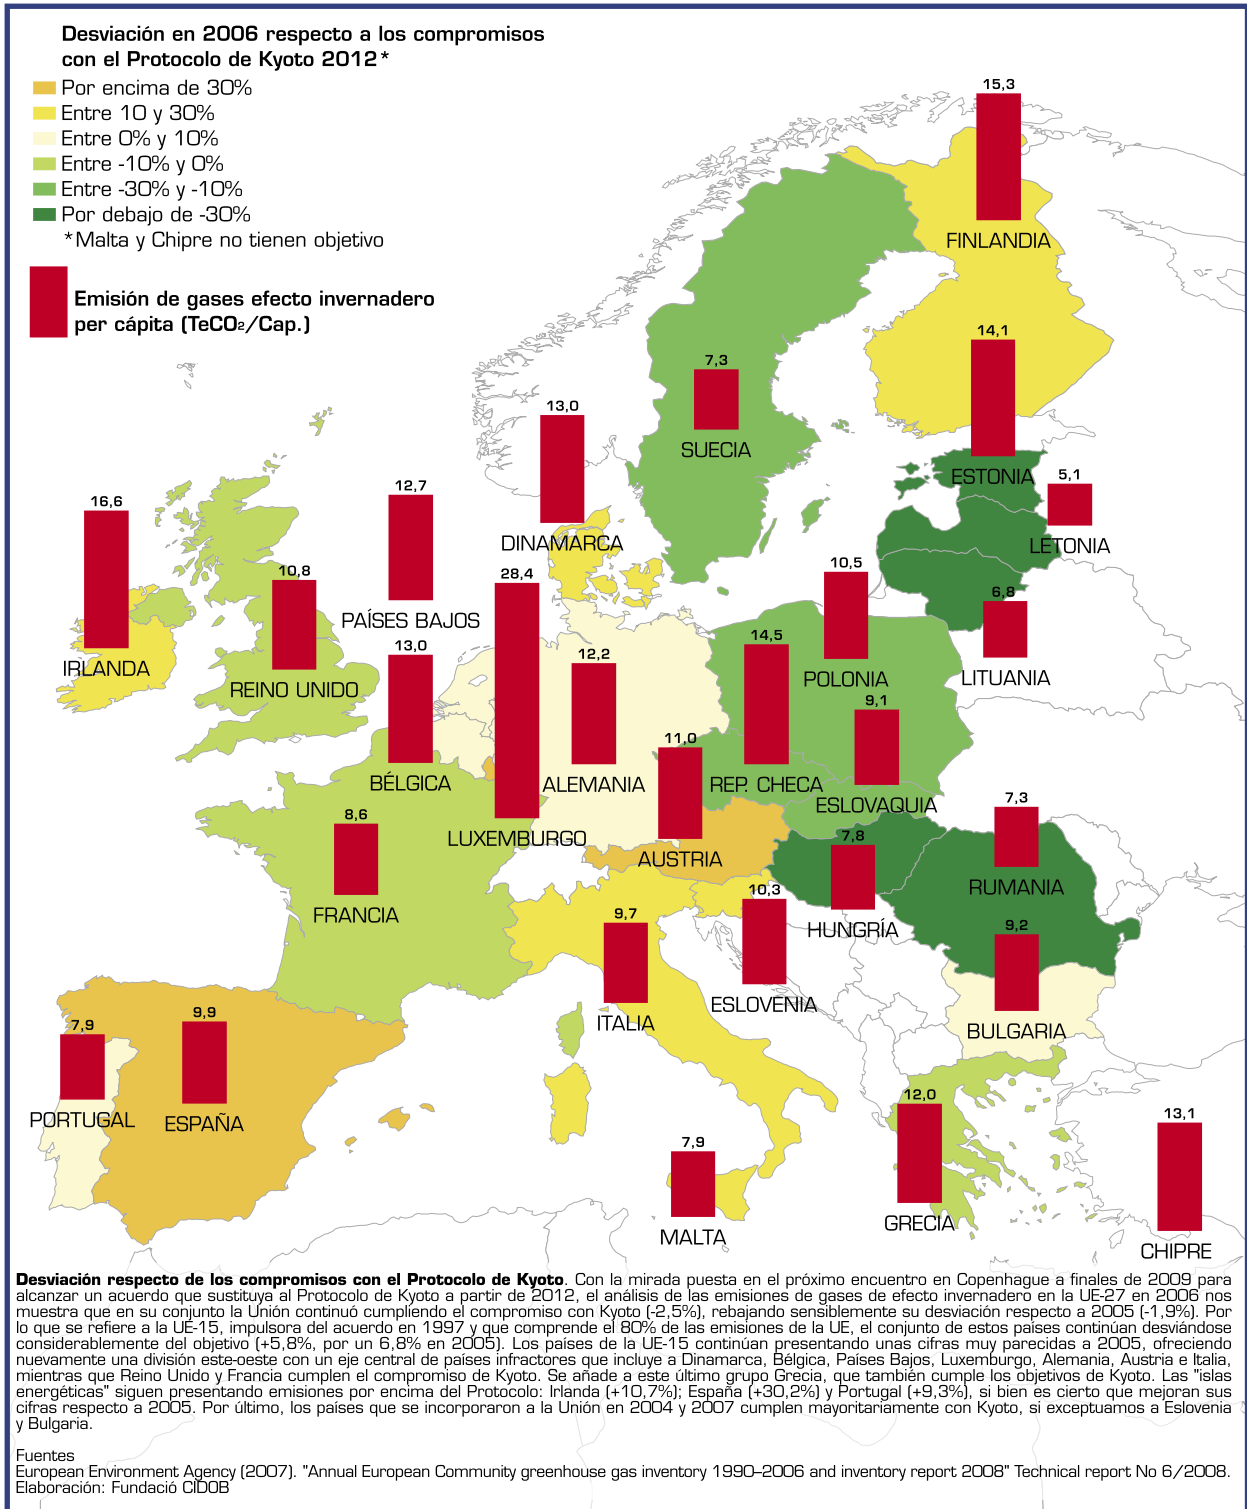 Desviación en 2006 respecto a los compromisos
con el Protocolo de Kyoto 2012*
Por encima de 30%
Entre 10 y 30%
Entre 0% y 10%
Entre -10% y 0%
Entre -30% y -10%
Por debajo de -30%
*Malta y Chipre no tienen objetivo
Emisión de gases efecto invernadero
per cápita (TeCO₂/Cap.)
15,3
FINLANDIA
14,1
ESTONIA
7,3
SUECIA
13,0
DINAMARCA
5,1
LETONIA
6,8
LITUANIA
16,6
IRLANDA
10,8
REINO UNIDO
12,7
PAÍSES BAJOS
13,0
BÉLGICA
28,4
LUXEMBURGO
12,2
ALEMANIA
10,5
POLONIA
14,5
REP. CHECA
9,1
ESLOVAQUIA
11,0
AUSTRIA
8,6
FRANCIA
7,8
HUNGRÍA
7,3
RUMANIA
9,2
BULGARIA
10,3
ESLOVENIA
9,7
ITALIA
7,9
PORTUGAL
9,9
ESPAÑA
7,9
MALTA
12,0
GRECIA
13,1
CHIPRE
Desviación respecto de los compromisos con el Protocolo de Kyoto. Con la mirada puesta en el próximo encuentro en Copenhague a finales de 2009 para
alcanzar un acuerdo que sustituya al Protocolo de Kyoto a partir de 2012, el análisis de las emisiones de gases de efecto invernadero en la UE-27 en 2006 nos
muestra que en su conjunto la Unión continuó cumpliendo el compromiso con Kyoto (-2,5%), rebajando sensiblemente su desviación respecto a 2005 (-1,9%). Por
lo que se refiere a la UE-15, impulsora del acuerdo en 1997 y que comprende el 80% de las emisiones de la UE, el conjunto de estos países continúan desviándose
considerablemente del objetivo (+5,8%, por un 6,8% en 2005). Los países de la UE-15 continúan presentando unas cifras muy parecidas a 2005, ofreciendo
nuevamente una división este-oeste con un eje central de países infractores que incluye a Dinamarca, Bélgica, Países Bajos, Luxemburgo, Alemania, Austria e Italia,
mientras que Reino Unido y Francia cumplen el compromiso de Kyoto. Se añade a este último grupo Grecia, que también cumple los objetivos de Kyoto. Las "islas
energéticas" siguen presentando emisiones por encima del Protocolo: Irlanda (+10,7%); España (+30,2%) y Portugal (+9,3%), si bien es cierto que mejoran sus
cifras respecto a 2005. Por último, los países que se incorporaron a la Unión en 2004 y 2007 cumplen mayoritariamente con Kyoto, si exceptuamos a Eslovenia
y Bulgaria.
Fuentes
European Environment Agency (2007). "Annual European Community greenhouse gas inventory 1990–2006 and inventory report 2008" Technical report No 6/2008.
Elaboración: Fundació CIDOB